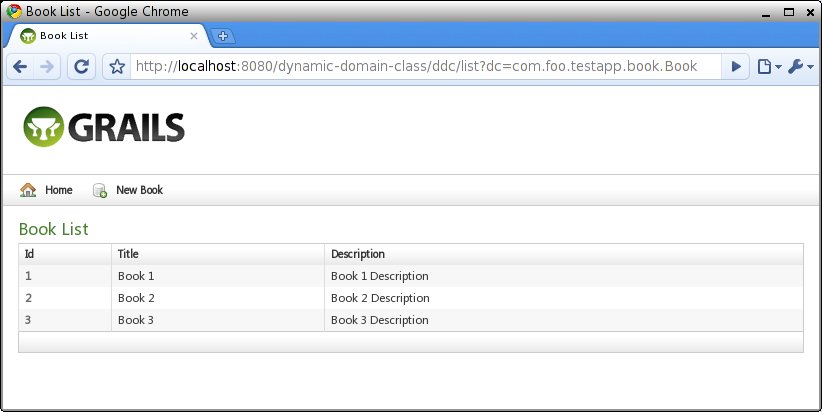 Book List - Google Chrome
Book List
http://localhost:8080/dynamic-domain-class/ddc/list?dc=com.foo.testapp.book.Book
GRAILS
Home New Book
Book List
Id Title Description
1 Book 1 Book 1 Description
2 Book 2 Book 2 Description
3 Book 3 Book 3 Description